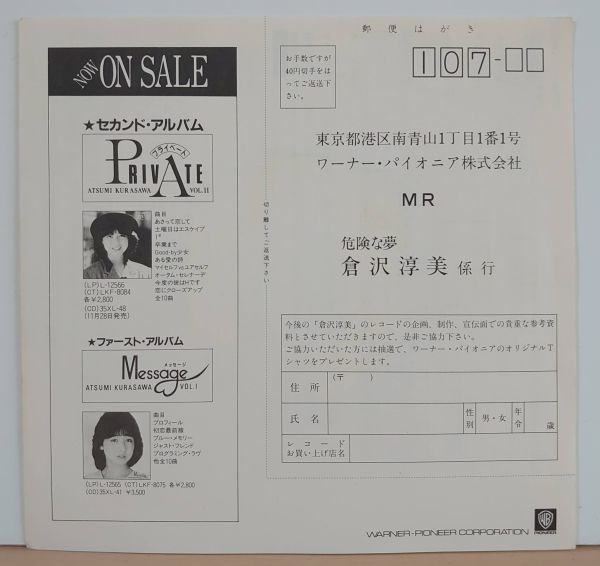 NOW ON SALE
★セカンド・アルバム
プライベート
PRIVATE
ATSUMI KURASAWA VOL.II
曲目
あさって恋して
土曜日はエスケイプ
卒業まで
Good-by少女
ある愛の詩
マイセルフvsユアセルフ
オータム・セレナーデ
今度の彼はHです
恋にクローズアップ
全10曲
(LP)L-12566
(CT)LKF-8084
各¥2,800
(CD)35XL-48
(11月28日発売)
★ファースト・アルバム
メッセージ
Message
ATSUMI KURASAWA VOL.I
曲目
プロフィール
初恋最前線
ブルー・メモリー
ジャスト・フレンド
プログラミング・ラヴ
他全10曲
(LP)L-12565 (CT)LKF-8075 各¥2,800
(CD)35XL-41 ¥3,500
切り離してご返送下さい
郵便はがき
お手数ですが
40円切手をは
ってご返送下
さい。
107-
東京都港区南青山1丁目1番1号
ワーナー・パイオニア株式会社
MR
危険な夢
倉沢淳美 係行
今後の「倉沢淳美」のレコードの企画、制作、宣伝面での貴重な参考資
料とさせていただきますので、是非ご協力下さい。
ご協力いただいた方には抽選で、ワーナー・パイオニアのオリジナルT
シャツをプレゼントします。
住所 (〒 )
氏名 性別 男・女 年令 歳
レコード
お買い上げ店名
WARNER-PIONEER CORPORATION
PIONEER